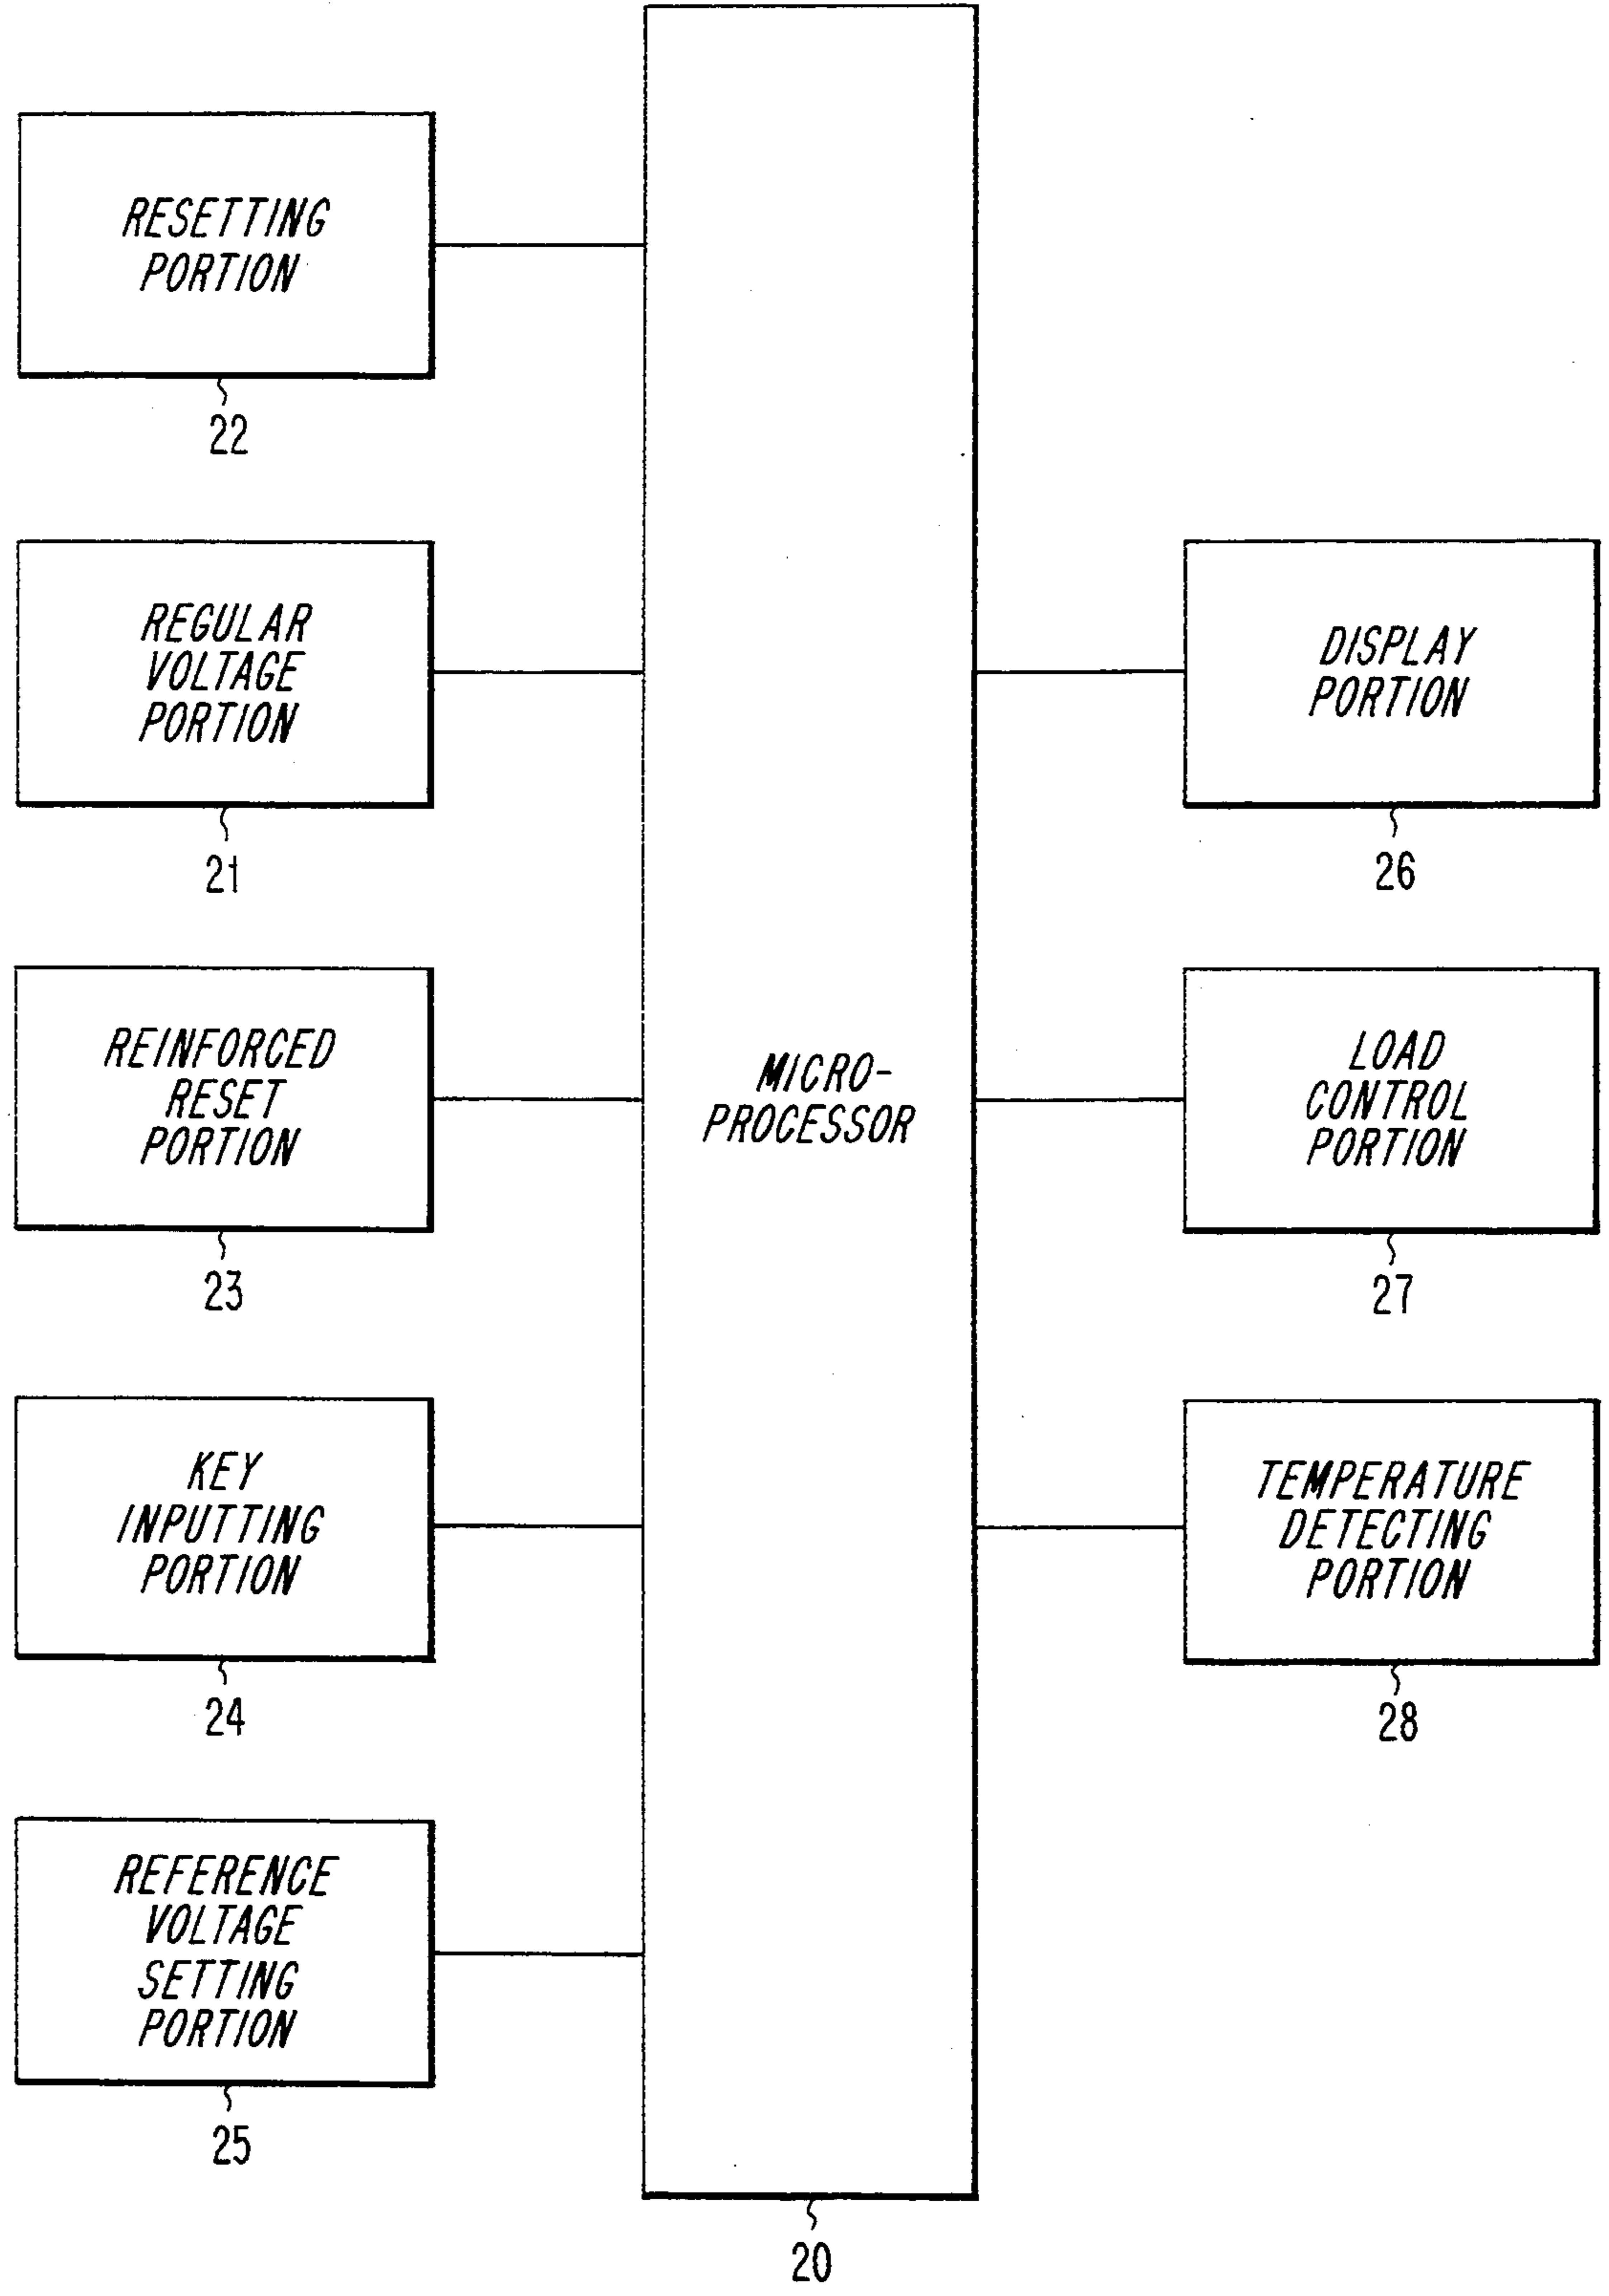 RESETTING
PORTION
22
REGULAR
VOLTAGE
PORTION
21
REINFORCED
RESET
PORTION
23
KEY
INPUTTING
PORTION
24
REFERENCE
VOLTAGE
SETTING
PORTION
25
MICRO-
PROCESSOR
20
DISPLAY
PORTION
26
LOAD
CONTROL
PORTION
27
TEMPERATURE
DETECTING
PORTION
28